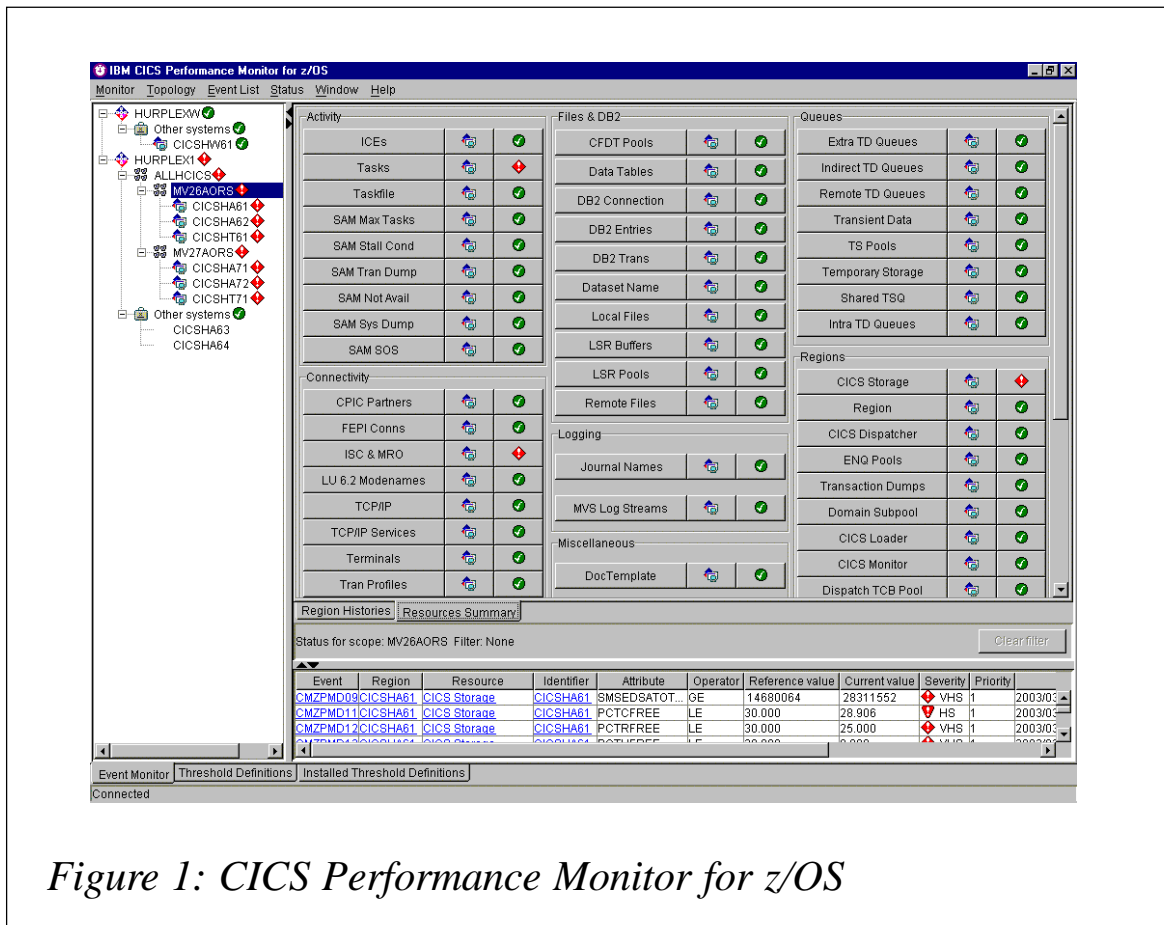 IBM CICS Performance Monitor for z/OS
Monitor Topology Event List Status Window Help
HURPLEXW
Other systems
CICSHW61
HURPLEX1
ALLHCICS
MV26AORS
CICSHA61
CICSHA62
CICSHT61
MV27AORS
CICSHA71
CICSHA72
CICSHT71
Other systems
CICSHA63
CICSHA64
Activity
ICEs
Tasks
Taskfile
SAM Max Tasks
SAM Stall Cond
SAM Tran Dump
SAM Not Avail
SAM Sys Dump
SAM SOS
Connectivity
CPIC Partners
FEPI Conns
ISC & MRO
LU 6.2 Modenames
TCP/IP
TCP/IP Services
Terminals
Tran Profiles
Files & DB2
CFDT Pools
Data Tables
DB2 Connection
DB2 Entries
DB2 Trans
Dataset Name
Local Files
LSR Buffers
LSR Pools
Remote Files
Logging
Journal Names
MVS Log Streams
Miscellaneous
DocTemplate
Queues
Extra TD Queues
Indirect TD Queues
Remote TD Queues
Transient Data
TS Pools
Temporary Storage
Shared TSQ
Intra TD Queues
Regions
CICS Storage
Region
CICS Dispatcher
ENQ Pools
Transaction Dumps
Domain Subpool
CICS Loader
CICS Monitor
Dispatch TCB Pool
Region Histories Resources Summary
Status for scope: MV26AORS Filter: None
Clear filter
Event Region Resource Identifier Attribute Operator Reference value Current value Severity Priority
CMZPMD09 CICSHA61 CICS Storage CICSHA61 SMSEDSATOT... GE 14680064 28311552 VHS 1 2003/03
CMZPMD11 CICSHA61 CICS Storage CICSHA61 PCTCFREE LE 30.000 28.906 HS 1 2003/03
CMZPMD12 CICSHA61 CICS Storage CICSHA61 PCTRFREE LE 30.000 25.000 VHS 1 2003/03
Event Monitor Threshold Definitions Installed Threshold Definitions
Connected
Figure 1: CICS Performance Monitor for z/OS